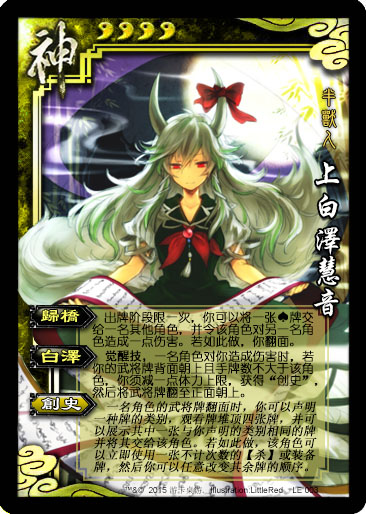 神
半獸人
上白澤慧音
歸橋
出牌阶段限一次，你可以将一张♠牌交
给一名其他角色，并令该角色对另一名角
色造成一点伤害。若如此做，你翻面。
白澤
觉醒技，一名角色对你造成伤害时，若
你的武将牌背面朝上且手牌数不大于该角
色，你须减一点体力上限，获得“创史”，
然后将武将牌翻至正面朝上。
創史
一名角色的武将牌翻面时，你可以声明
一种牌的类别，观看牌堆顶四张牌，并可
以展示其中一张与你声明的类别相同的牌
并将其交给该角色。若如此做，该角色可
以立即使用一张不计次数的【杀】或装备
牌，然后你可以任意改变其余牌的顺序。
™&© 2015 游卡桌游. Illustration:LittleRed